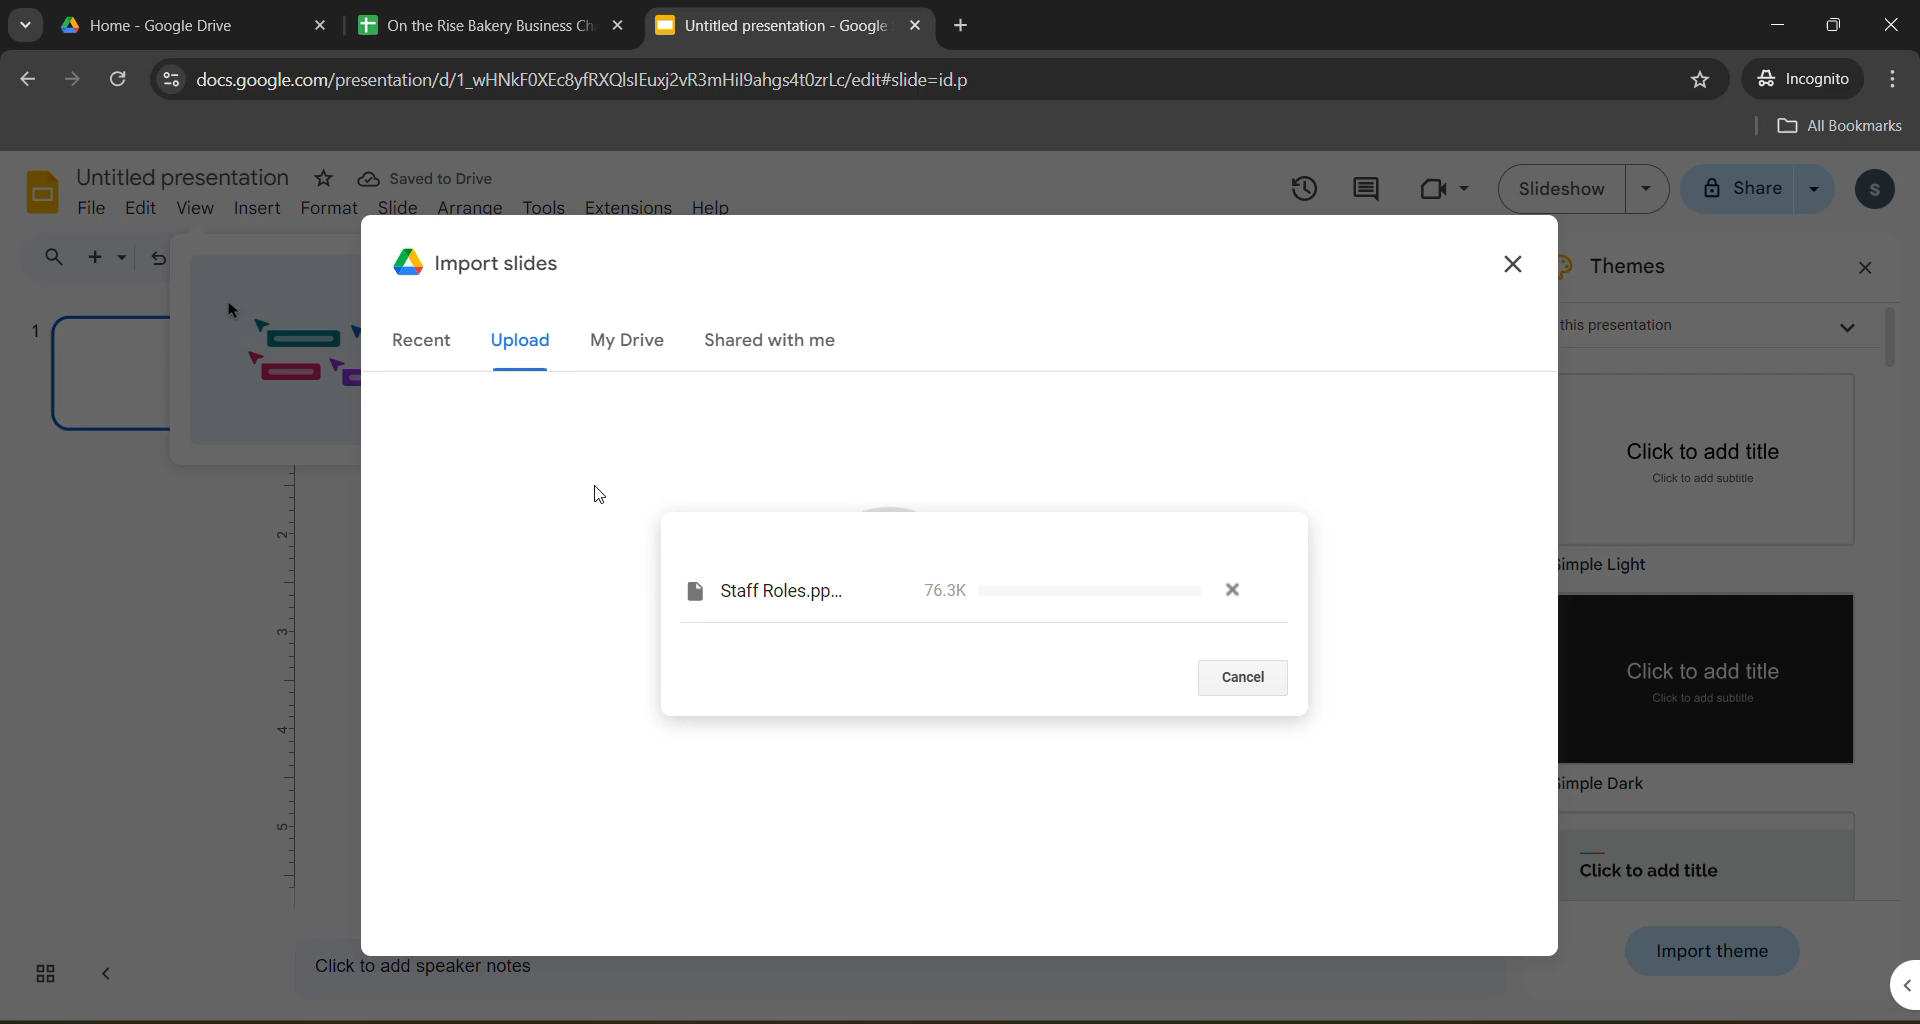 Home - Google Drive
On the Rise Bakery Business Ch
Untitled presentation - Google
docs.google.com/presentation/d/1_wHNkF0XEc8yfRXQlsIEuxj2vR3mHil9ahgs4t0zrLc/edit#slide=id.p
Incognito
All Bookmarks
Untitled presentation
Saved to Drive
File Edit View Insert Format Slide Arrange Tools Extensions Help
Slideshow
Share
S
Import slides
Themes
Recent Upload My Drive Shared with me
this presentation
1
Click to add title
Click to add subtitle
2
Simple Light
Staff Roles.pp... 76.3K
3
Click to add title
Click to add subtitle
Cancel
4
Simple Dark
5
Click to add title
Import theme
Click to add speaker notes